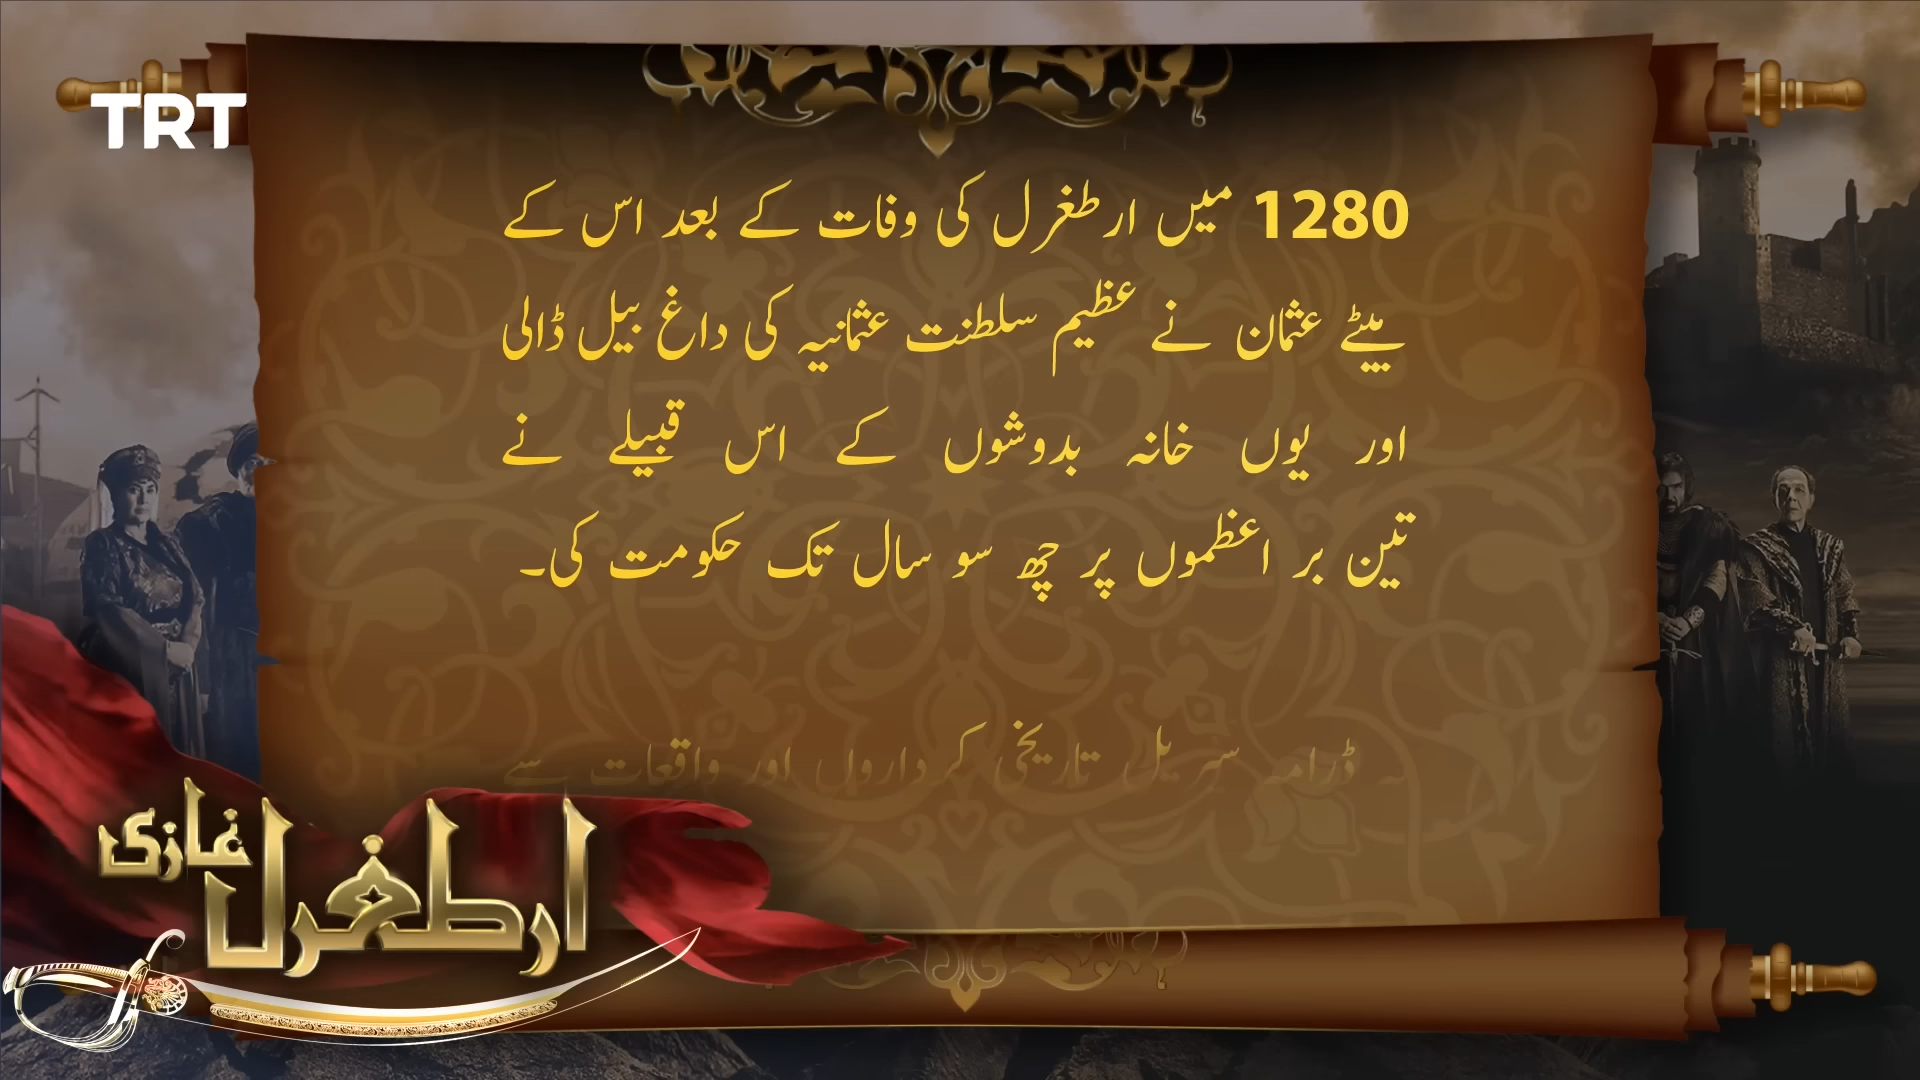 TRT
1280 میں ارطغرل کی وفات کے بعد اس کے
بیٹے عثمان نے عظیم سلطنت عثمانیہ کی داغ بیل ڈالی
اور یوں خانہ بدوشوں کے اس قبیلے نے
تین بر اعظموں پر چھ سو سال تک حکومت کی۔
ڈرامہ سریل تاریخی کرداروں اور واقعات سے
ارطغرل غازی